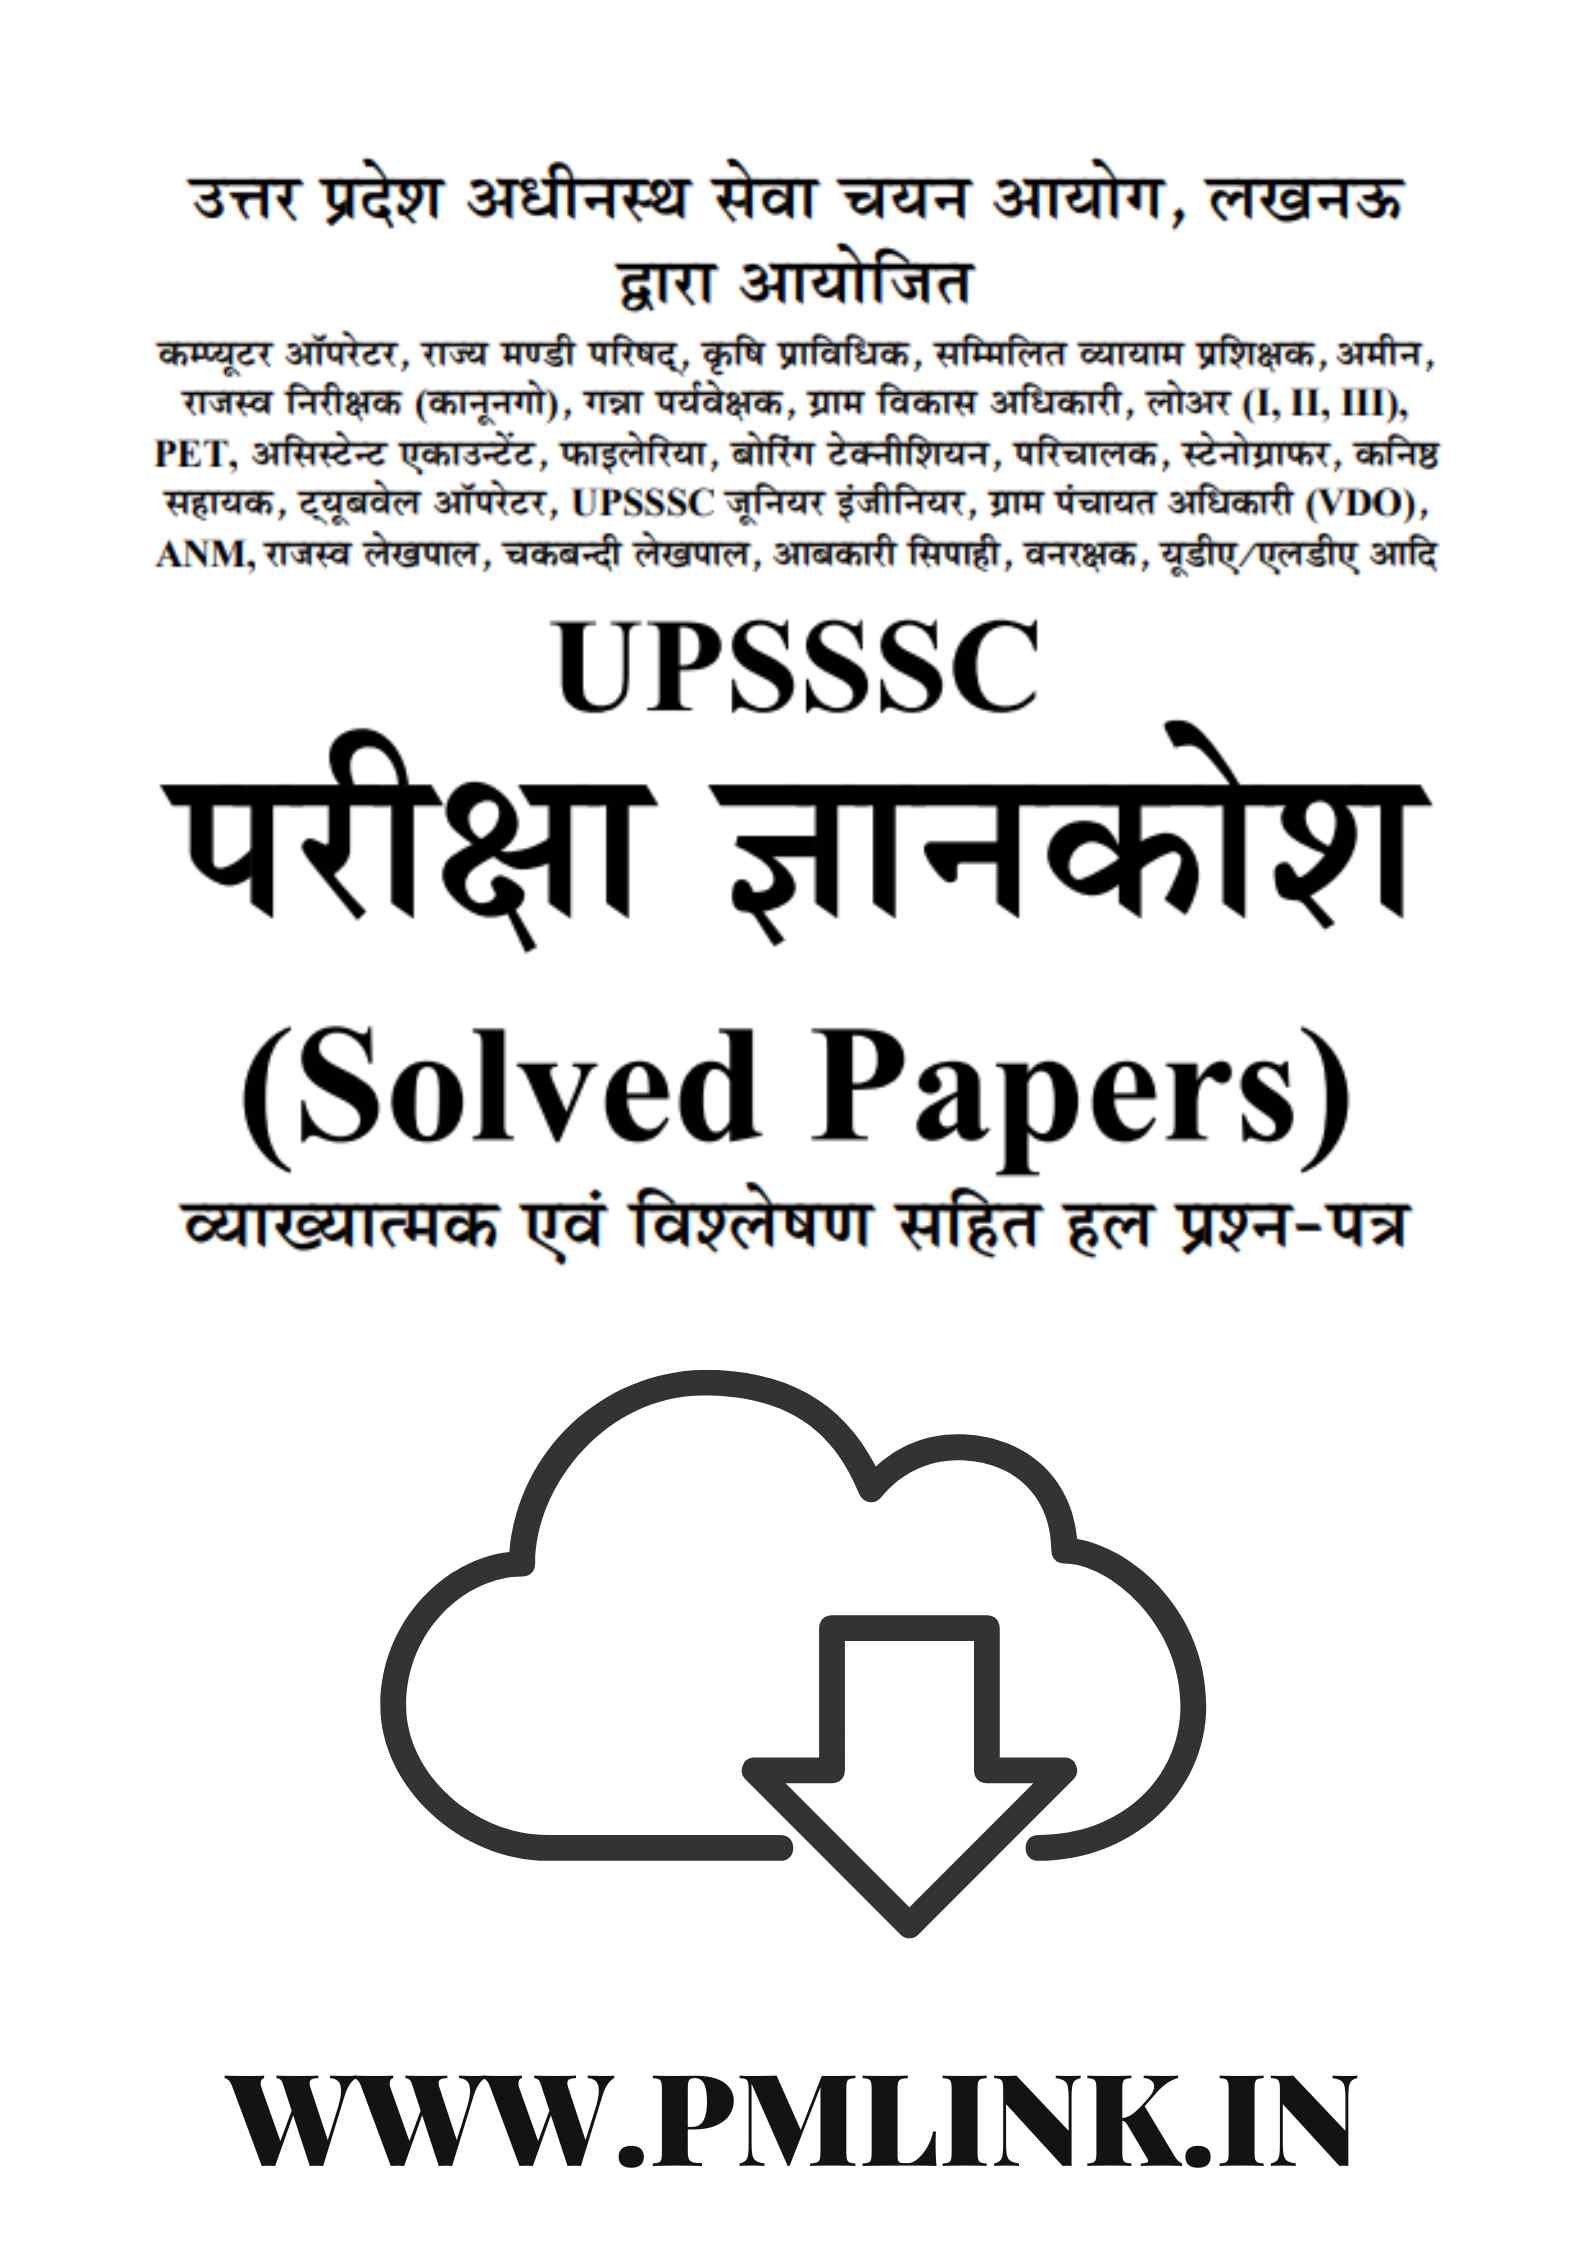 उत्तर प्रदेश अधीनस्थ सेवा चयन आयोग, लखनऊ
द्वारा आयोजित
कम्प्यूटर ऑपरेटर, राज्य मण्डी परिषद्, कृषि प्राविधिक, सम्मिलित व्यायाम प्रशिक्षक, अमीन,
राजस्व निरीक्षक (कानूनगो), गन्ना पर्यवेक्षक, ग्राम विकास अधिकारी, लोअर (I, II, III),
PET, असिस्टेन्ट एकाउन्टेंट, फाइलेरिया, बोरिंग टेक्नीशियन, परिचालक, स्टेनोग्राफर, कनिष्ठ
सहायक, ट्यूबवेल ऑपरेटर, UPSSSC जूनियर इंजीनियर, ग्राम पंचायत अधिकारी (VDO),
ANM, राजस्व लेखपाल, चकबन्दी लेखपाल, आबकारी सिपाही, वनरक्षक, यूडीए/एलडीए आदि
UPSSSC
परीक्षा ज्ञानकोश
(Solved Papers)
व्याख्यात्मक एवं विश्लेषण सहित हल प्रश्न-पत्र
WWW.PMLINK.IN